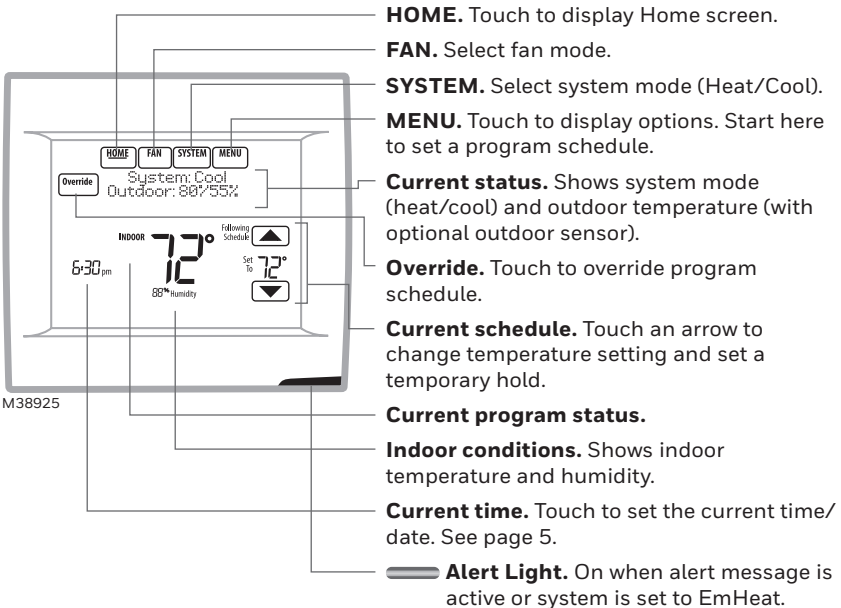 HOME. Touch to display Home screen.
FAN. Select fan mode.
SYSTEM. Select system mode (Heat/Cool).
MENU. Touch to display options. Start here
to set a program schedule.
Current status. Shows system mode
(heat/cool) and outdoor temperature (with
optional outdoor sensor).
Override. Touch to override program
schedule.
Current schedule. Touch an arrow to
change temperature setting and set a
temporary hold.
Current program status.
Indoor conditions. Shows indoor
temperature and humidity.
Current time. Touch to set the current time/
date. See page 5.
Alert Light. On when alert message is
active or system is set to EmHeat.
HOME FAN SYSTEM MENU
Override
System: Cool
Outdoor: 80°/55%
INDOOR 72°
Following
Schedule
Set
To 72°
6:30 pm
88% Humidity
M38925